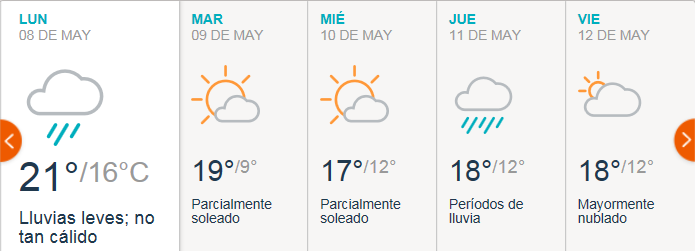 LUN
08 DE MAY
21°/16°C
Lluvias leves; no
tan cálido
MAR
09 DE MAY
19°/9°
Parcialmente
soleado
MIÉ
10 DE MAY
17°/12°
Parcialmente
soleado
JUE
11 DE MAY
18°/12°
Períodos de
lluvia
VIE
12 DE MAY
18°/12°
Mayormente
nublado